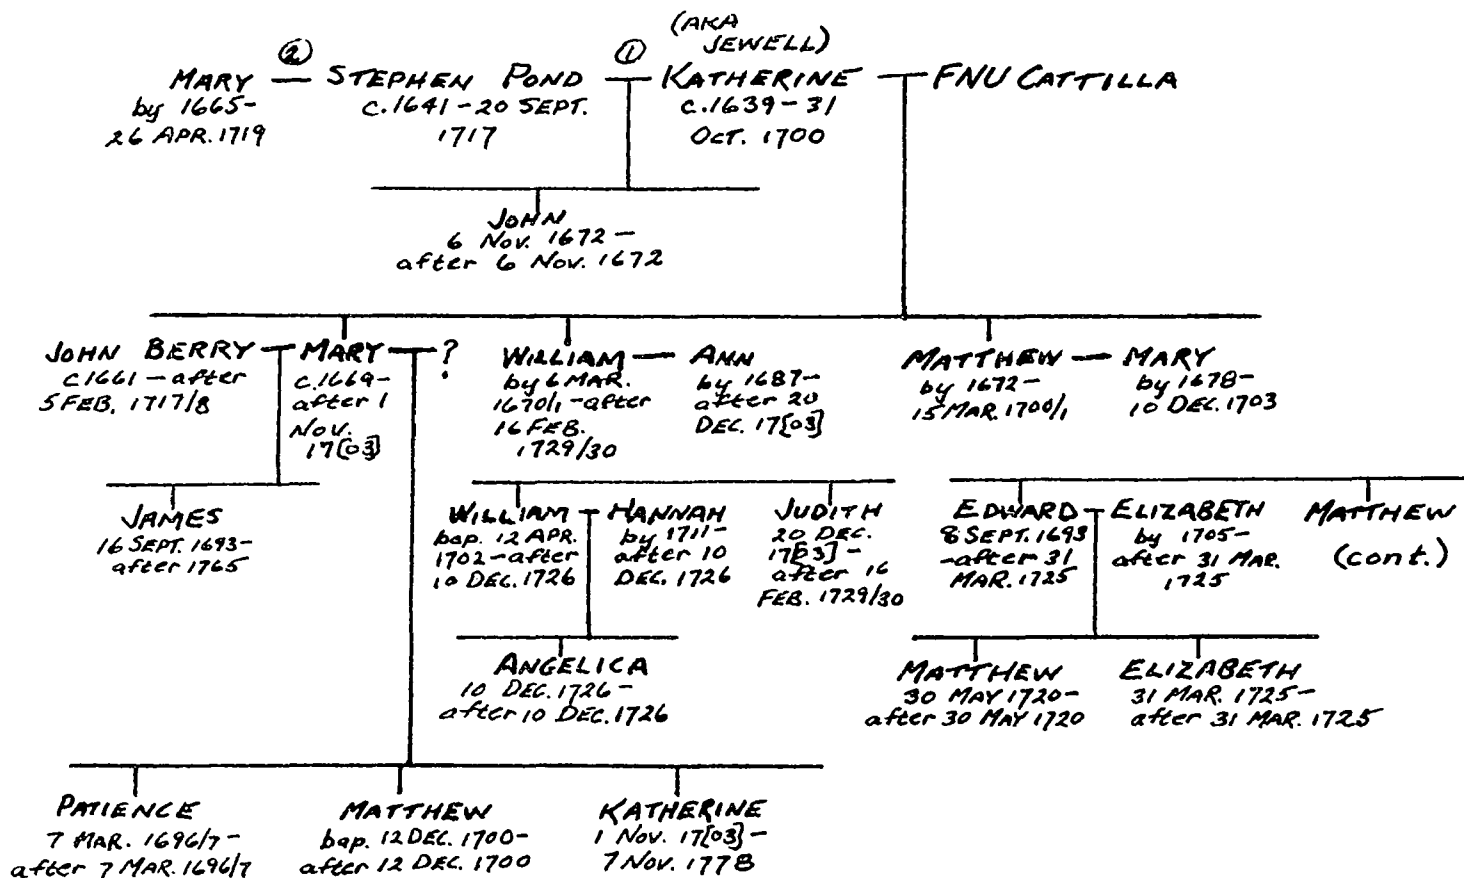 (AKA
JEWELL)
② ①
MARY — STEPHEN POND — KATHERINE — FNU CATTILLA
by 1665– c.1641–20 SEPT. c.1639–31
26 APR. 1719 1717 OCT. 1700
JOHN
6 NOV. 1672–
after 6 NOV. 1672
JOHN BERRY — MARY — ? WILLIAM — ANN MATTHEW — MARY
c1661–after c.1669– by 6 MAR. by 1687– by 1672– by 1678–
5 FEB. 1717/8 after 1 1670/1–after after 20 15 MAR. 1700/1 10 DEC. 1703
NOV. 16 FEB. DEC. 17[03]
17[03] 1729/30
JAMES WILLIAM — HANNAH JUDITH EDWARD — ELIZABETH MATTHEW
16 SEPT. 1693– bap. 12 APR. by 1711– 20 DEC. 8 SEPT. 1693 by 1705– (cont.)
after 1765 1702–after after 10 17[03]– –after 31 after 31 MAR.
10 DEC. 1726 DEC. 1726 after 16 MAR. 1725 1725
FEB. 1729/30
ANGELICA MATTHEW ELIZABETH
10 DEC. 1726– 30 MAY 1720– 31 MAR. 1725–
after 10 DEC. 1726 after 30 MAY 1720 after 31 MAR. 1725
PATIENCE MATTHEW KATHERINE
7 MAR. 1696/7– bap. 12 DEC. 1700– 1 NOV. 17[03]–
after 7 MAR. 1696/7 after 12 DEC. 1700 7 NOV. 1778